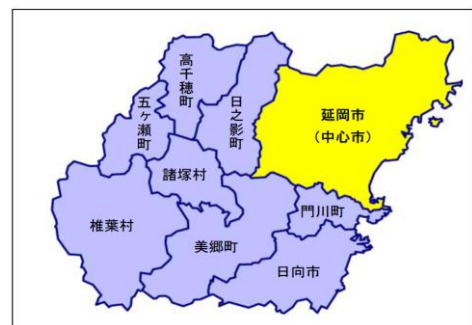 高千穂町
日之影町
五ヶ瀬町
延岡市
（中心市）
諸塚村
椎葉村
門川町
美郷町
日向市